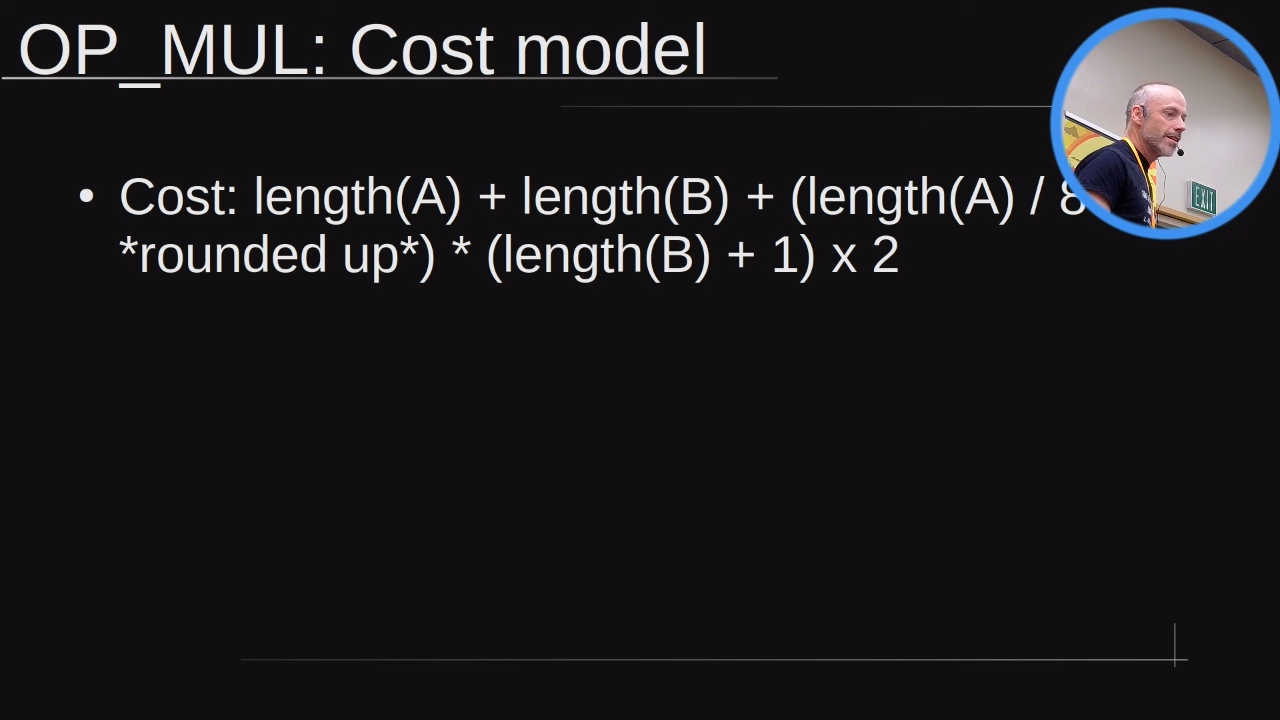 OP_MUL: Cost model
• Cost: length(A) + length(B) + (length(A) / 8
*rounded up*) * (length(B) + 1) x 2
EXIT